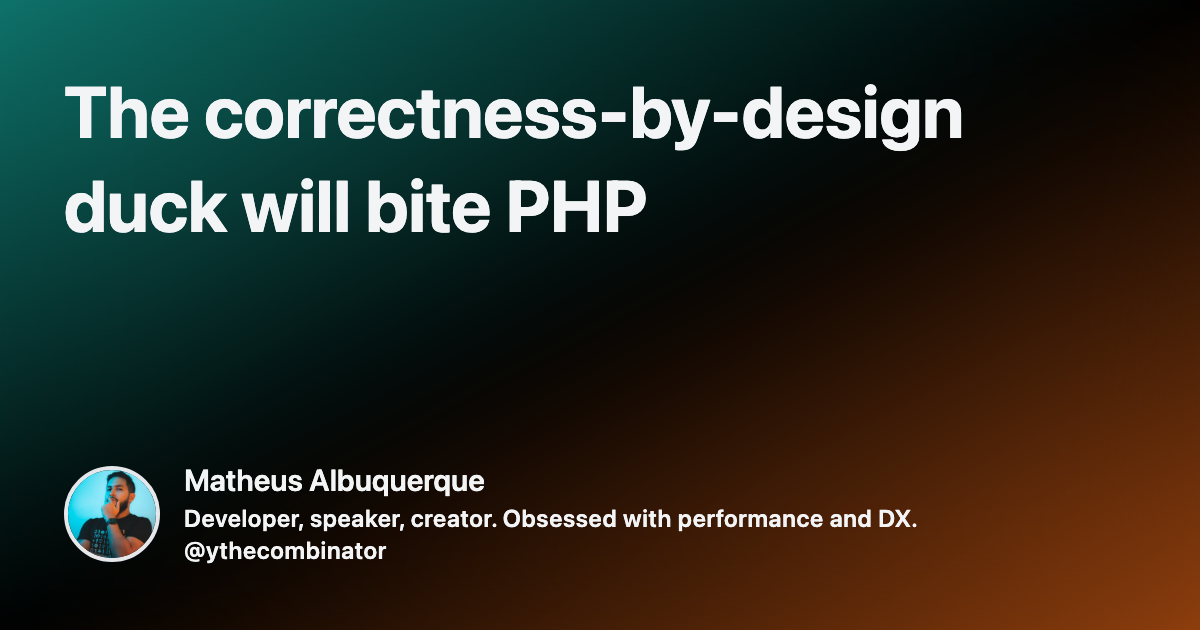 The correctness-by-design
duck will bite PHP
Matheus Albuquerque
Developer, speaker, creator. Obsessed with performance and DX.
@ythecombinator